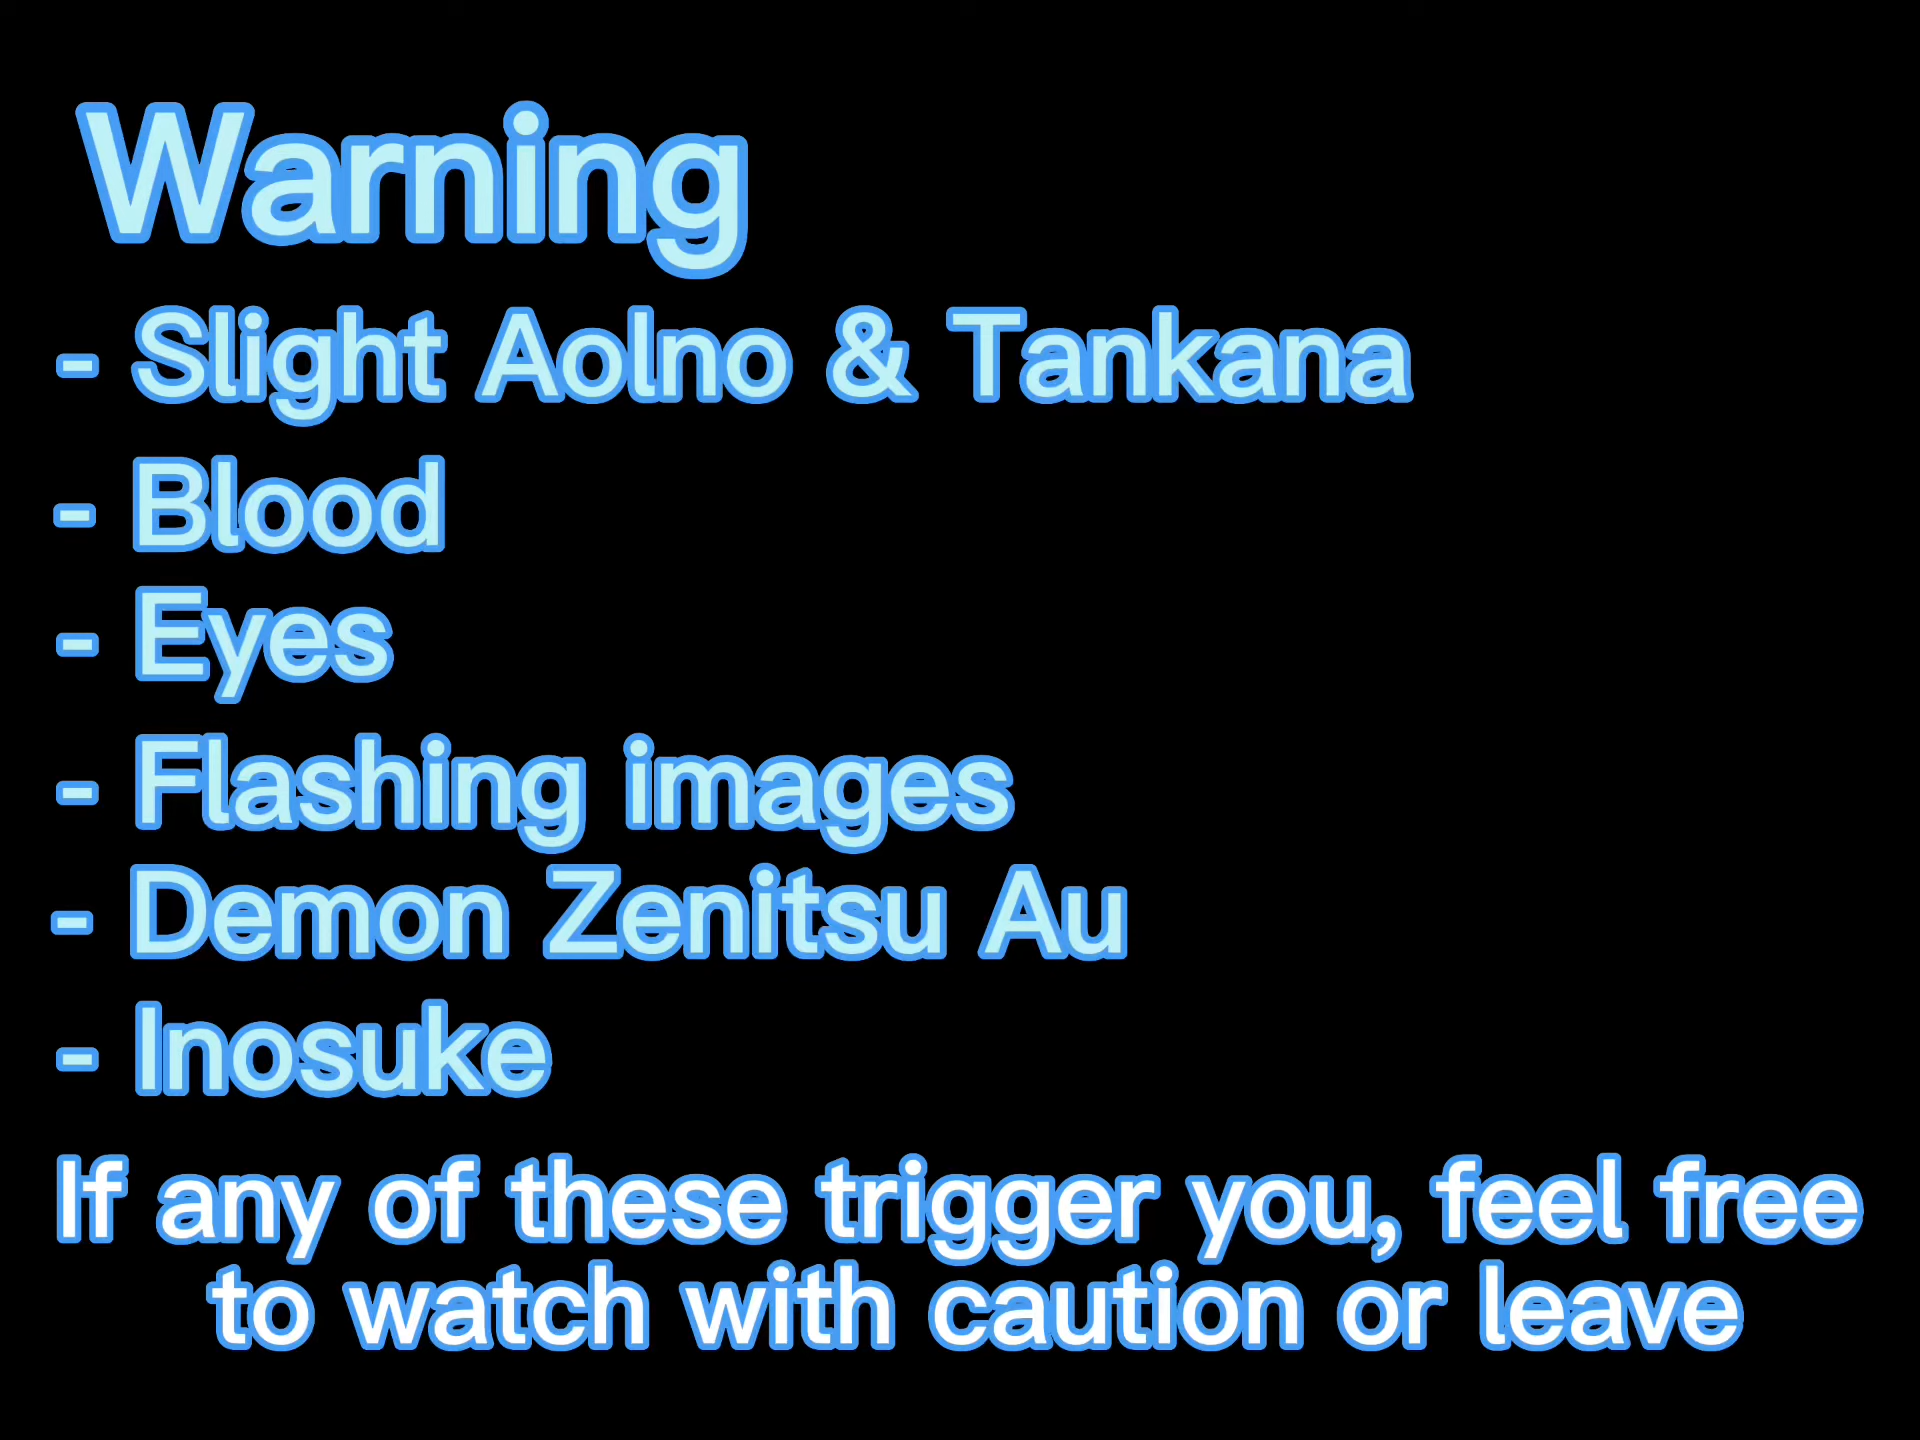 Warning
- Slight Aolno & Tankana
- Blood
- Eyes
- Flashing images
- Demon Zenitsu Au
- Inosuke
If any of these trigger you, feel free
to watch with caution or leave